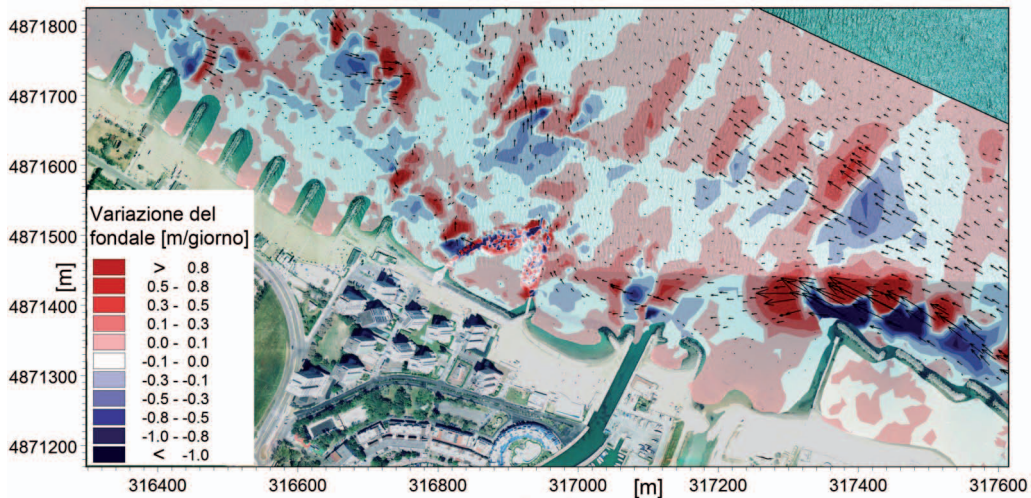 4871800
4871700
4871600
4871500
4871400
4871300
4871200
[m]
Variazione del
fondale [m/giorno]
> 0.8
0.5 - 0.8
0.3 - 0.5
0.1 - 0.3
0.0 - 0.1
-0.1 - 0.0
-0.3 - -0.1
-0.5 - -0.3
-0.8 - -0.5
-1.0 - -0.8
< -1.0
316400
316600
316800
317000
[m]
317200
317400
317600